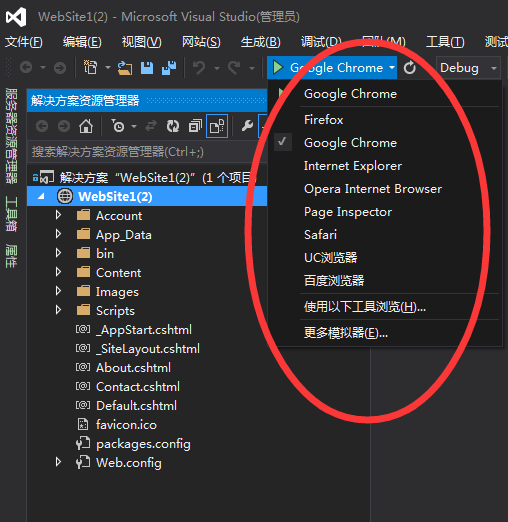 WebSite1(2) - Microsoft Visual Studio(管理员)
文件(F) 编辑(E) 视图(V) 网站(S) 生成(B) 调试(D) 团队(M) 工具(T) 测试
Google Chrome Debug
服务器资源管理器
工具箱
属性
解决方案资源管理器
搜索解决方案资源管理器(Ctrl+;)
解决方案 "WebSite1(2)" (1 个项目)
WebSite1(2)
Account
App_Data
bin
Content
Images
Scripts
_AppStart.cshtml
_SiteLayout.cshtml
About.cshtml
Contact.cshtml
Default.cshtml
favicon.ico
packages.config
Web.config
Google Chrome
Firefox
Google Chrome
Internet Explorer
Opera Internet Browser
Page Inspector
Safari
UC浏览器
百度浏览器
使用以下工具浏览(H)...
更多模拟器(E)...